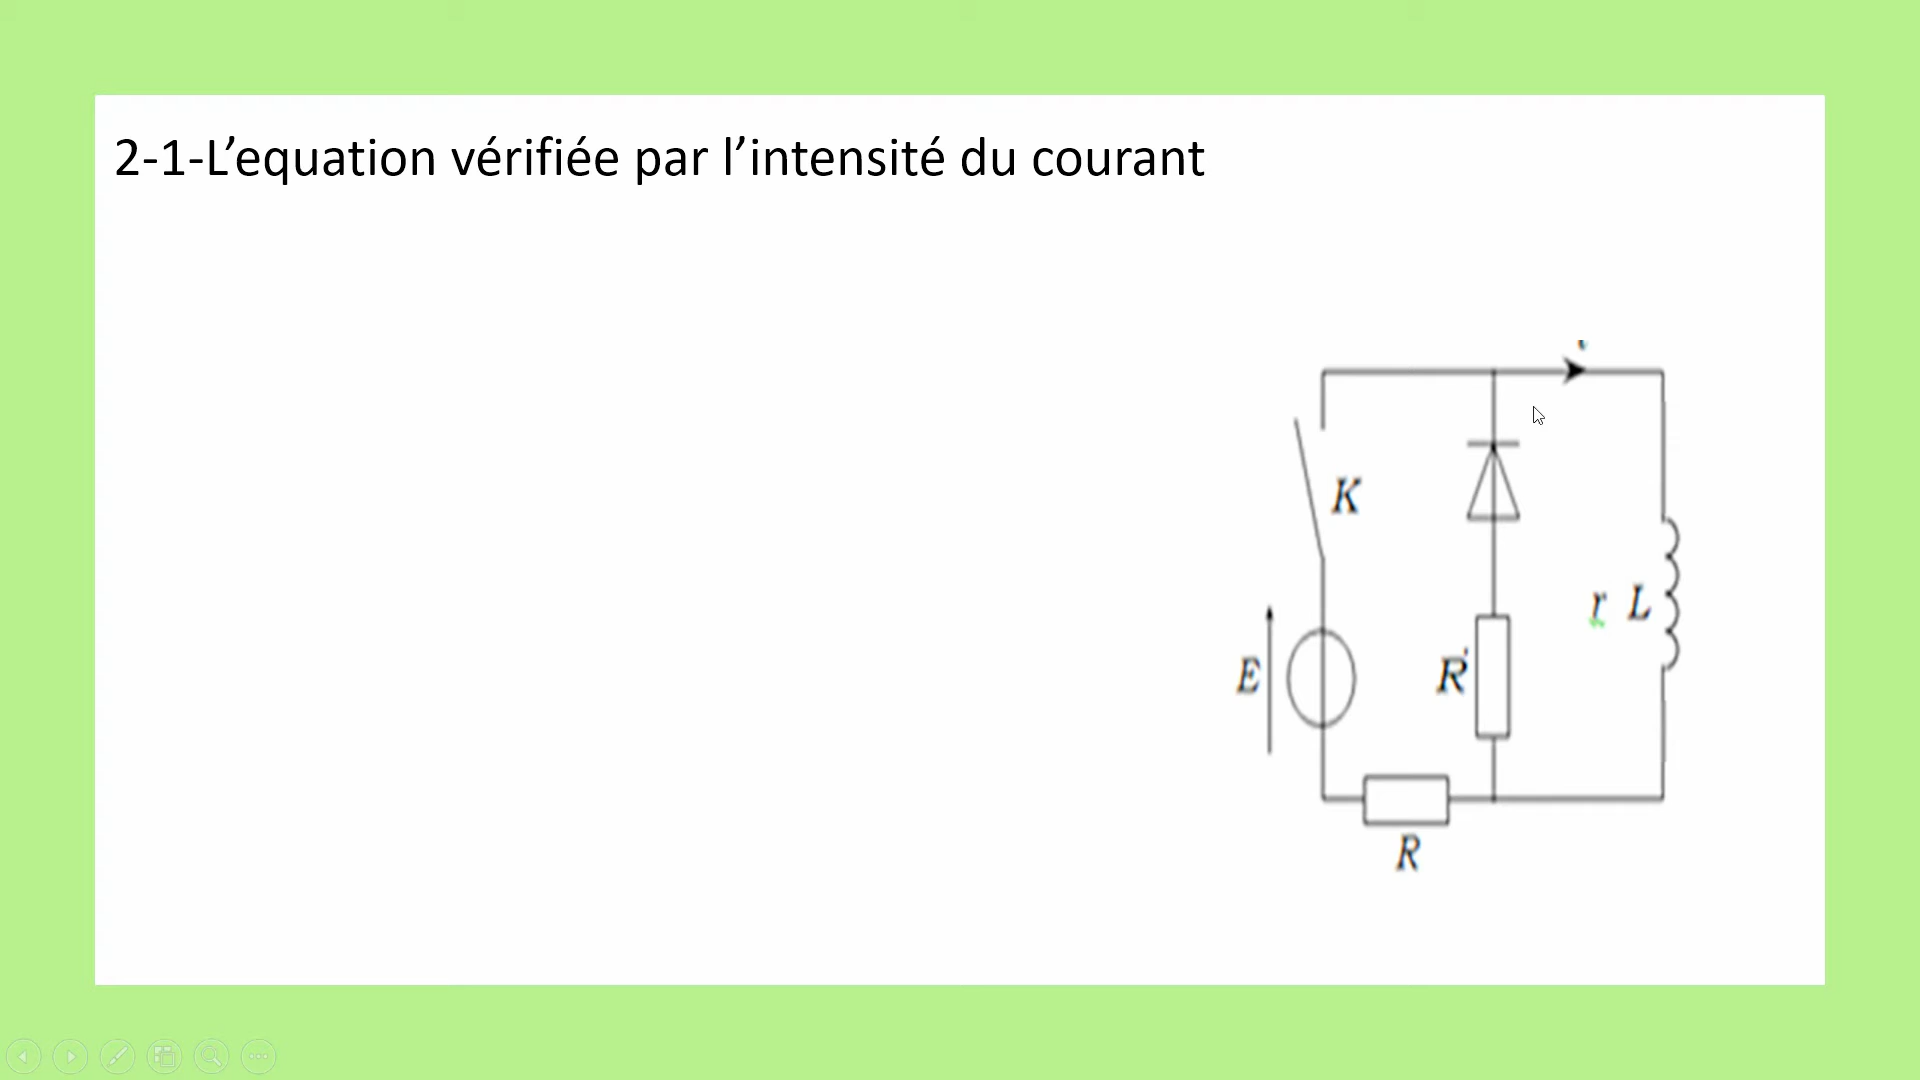 2-1-L’equation vérifiée par l’intensité du courant
K
r L
E
R'
R